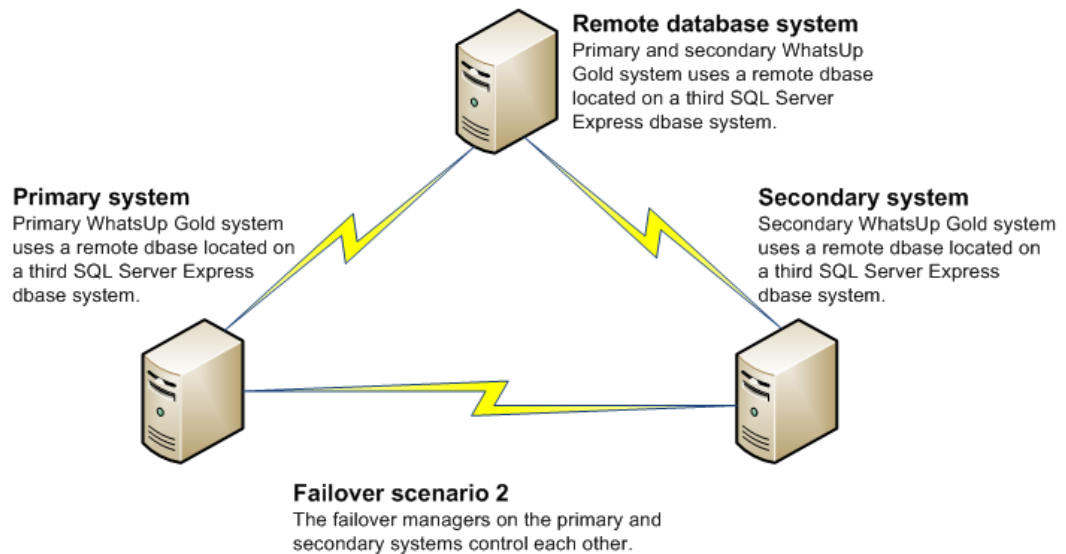 Remote database system
Primary and secondary WhatsUp
Gold system uses a remote dbase
located on a third SQL Server
Express dbase system.
Primary system
Primary WhatsUp Gold system
uses a remote dbase located on
a third SQL Server Express
dbase system.
Secondary system
Secondary WhatsUp Gold system
uses a remote dbase located on
a third SQL Server Express
dbase system.
Failover scenario 2
The failover managers on the primary and
secondary systems control each other.